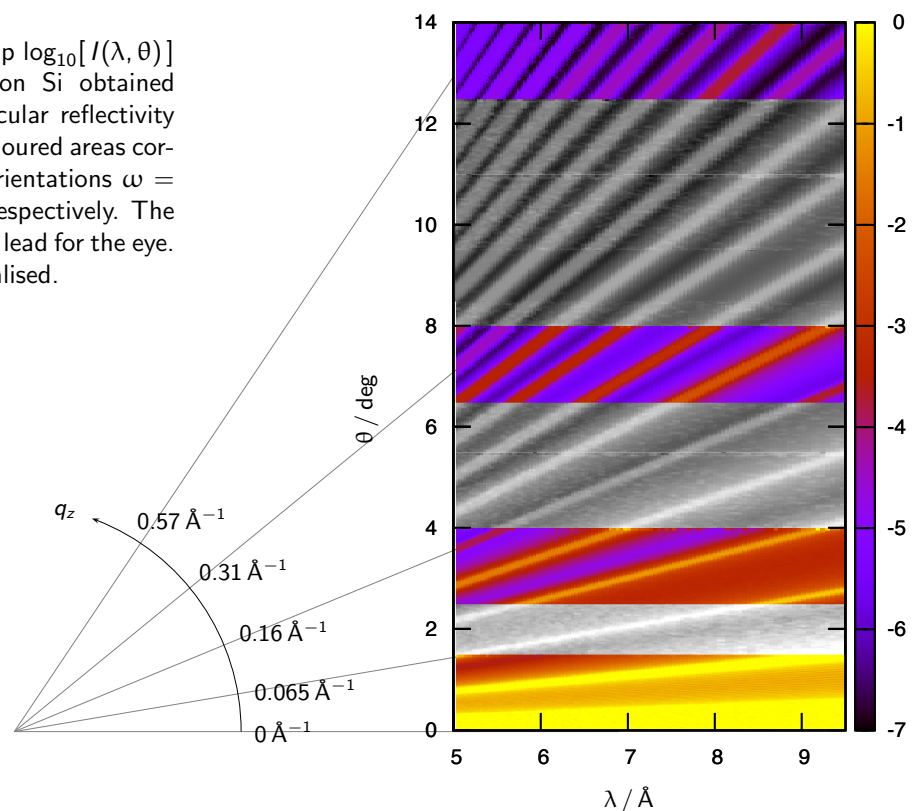 p log₁₀[ I(λ, θ) ]
on Si obtained
cular reflectivity
oured areas cor-
rientations ω =
espectively. The
lead for the eye.
alised.
14
12
10
8
6
4
2
0
θ / deg
5
6
7
8
9
λ / Å
0
-1
-2
-3
-4
-5
-6
-7
q_z
0.57 Å⁻¹
0.31 Å⁻¹
0.16 Å⁻¹
0.065 Å⁻¹
0 Å⁻¹